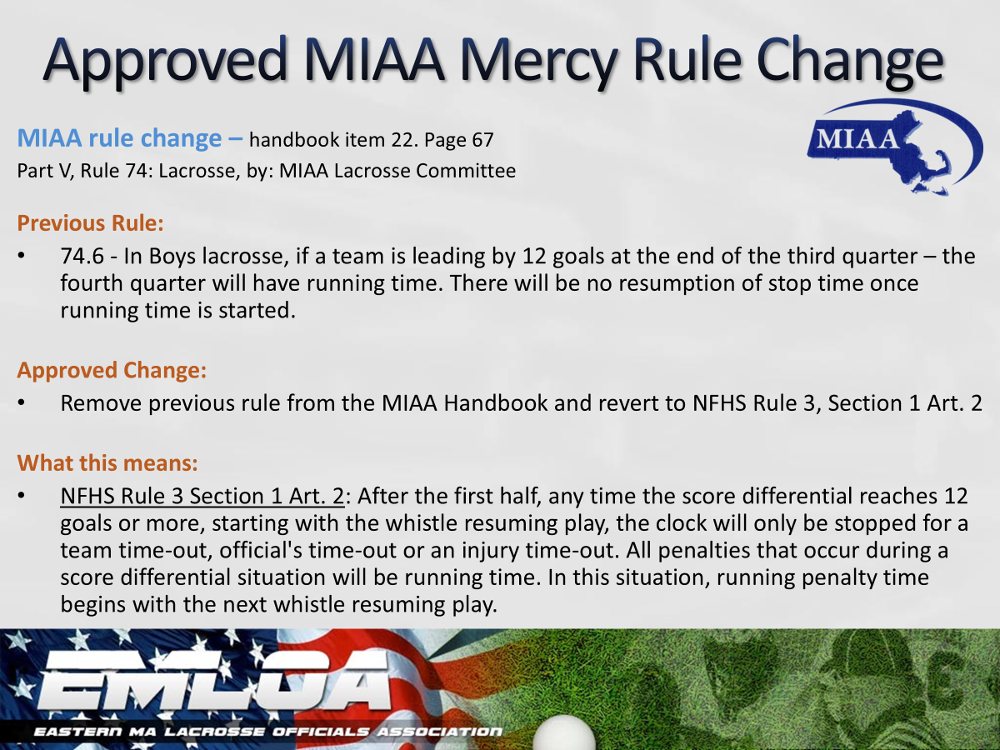 Approved MIAA Mercy Rule Change
MIAA rule change – handbook item 22. Page 67
MIAA
Part V, Rule 74: Lacrosse, by: MIAA Lacrosse Committee
Previous Rule:
• 74.6 - In Boys lacrosse, if a team is leading by 12 goals at the end of the third quarter – the
fourth quarter will have running time. There will be no resumption of stop time once
running time is started.
Approved Change:
• Remove previous rule from the MIAA Handbook and revert to NFHS Rule 3, Section 1 Art. 2
What this means:
• NFHS Rule 3 Section 1 Art. 2: After the first half, any time the score differential reaches 12
goals or more, starting with the whistle resuming play, the clock will only be stopped for a
team time-out, official's time-out or an injury time-out. All penalties that occur during a
score differential situation will be running time. In this situation, running penalty time
begins with the next whistle resuming play.
EMLOA
EASTERN MA LACROSSE OFFICIALS ASSOCIATION